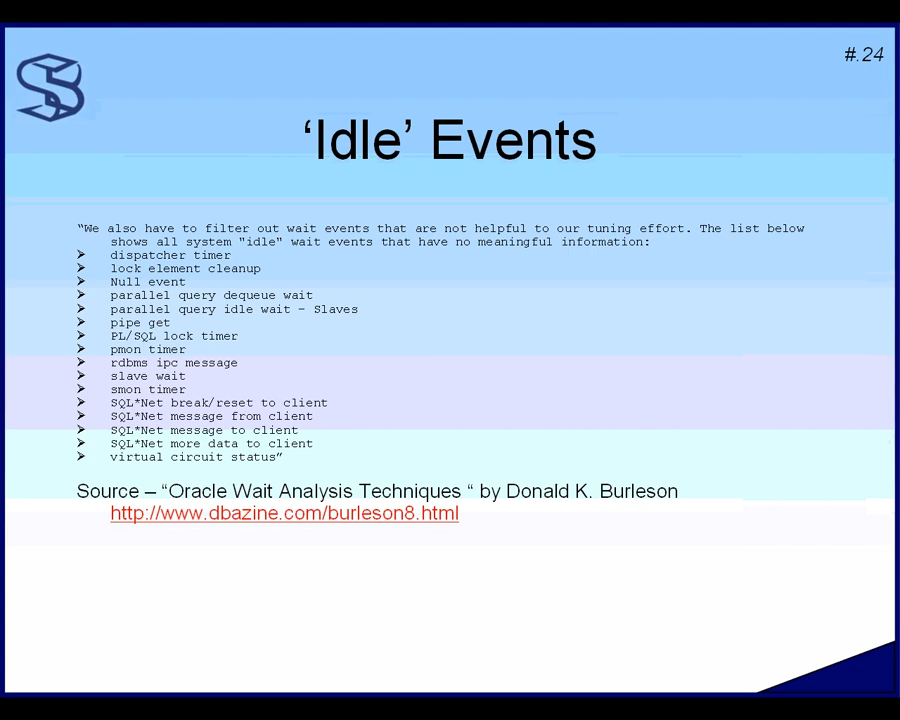 #.24
‘Idle’ Events
“We also have to filter out wait events that are not helpful to our tuning effort. The list below
shows all system "idle" wait events that have no meaningful information:
➢ dispatcher timer
➢ lock element cleanup
➢ Null event
➢ parallel query dequeue wait
➢ parallel query idle wait - Slaves
➢ pipe get
➢ PL/SQL lock timer
➢ pmon timer
➢ rdbms ipc message
➢ slave wait
➢ smon timer
➢ SQL*Net break/reset to client
➢ SQL*Net message from client
➢ SQL*Net message to client
➢ SQL*Net more data to client
➢ virtual circuit status”
Source – “Oracle Wait Analysis Techniques “ by Donald K. Burleson
http://www.dbazine.com/burleson8.html